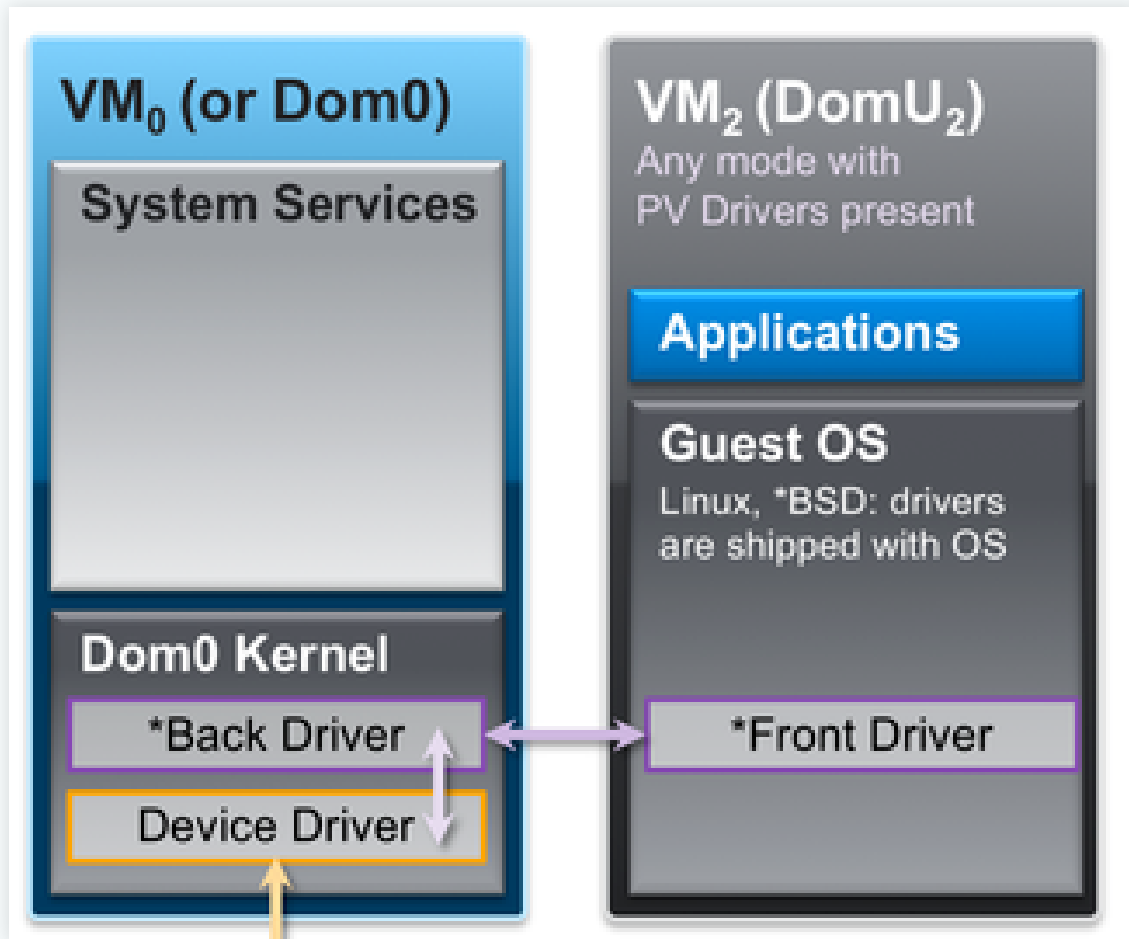 VM₀ (or Dom0)
System Services
Dom0 Kernel
*Back Driver
Device Driver
VM₂ (DomU₂)
Any mode with
PV Drivers present
Applications
Guest OS
Linux, *BSD: drivers
are shipped with OS
*Front Driver